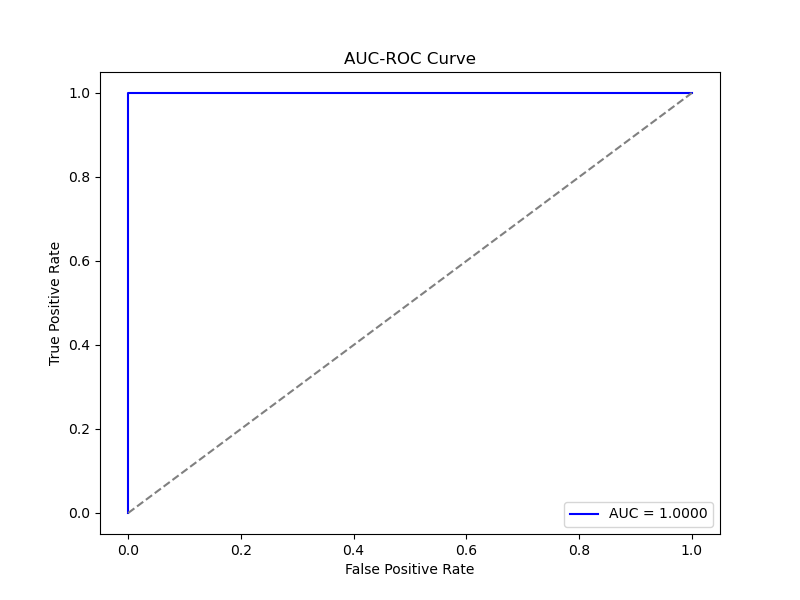 AUC-ROC Curve
True Positive Rate
1.0
0.8
0.6
0.4
0.2
0.0
AUC = 1.0000
0.0 0.2 0.4 0.6 0.8 1.0
False Positive Rate